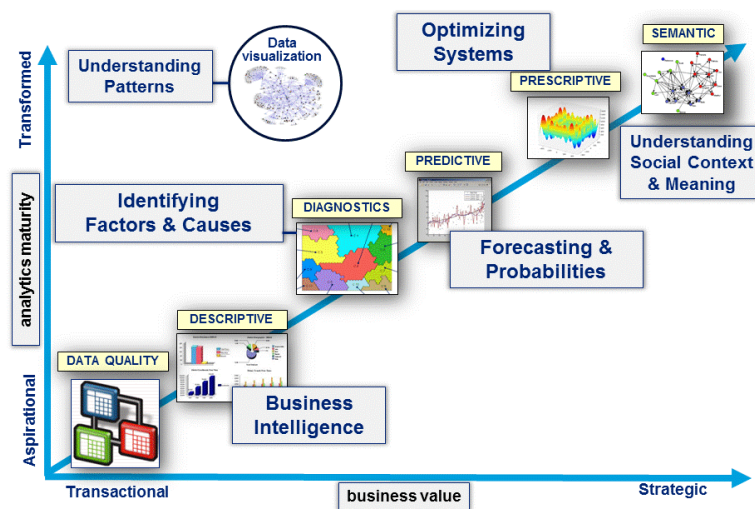 Data
visualization
Understanding
Patterns
Optimizing
Systems
SEMANTIC
PRESCRIPTIVE
Understanding
Social Context
& Meaning
PREDICTIVE
Identifying
Factors & Causes
DIAGNOSTICS
Forecasting &
Probabilities
DESCRIPTIVE
DATA QUALITY
Business
Intelligence
Transformed
analytics maturity
Aspirational
Transactional
business value
Strategic